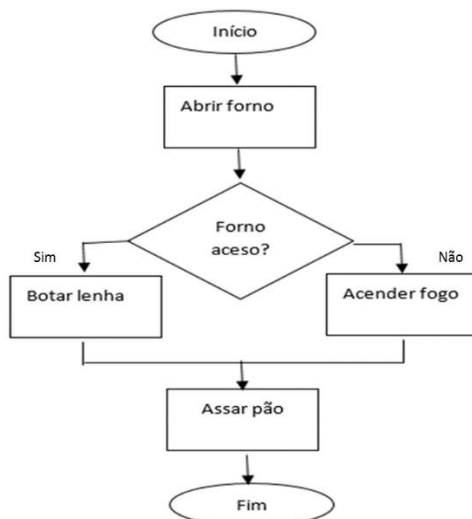 Início
Abrir forno
Forno
aceso?
Sim
Não
Botar lenha
Acender fogo
Assar pão
Fim